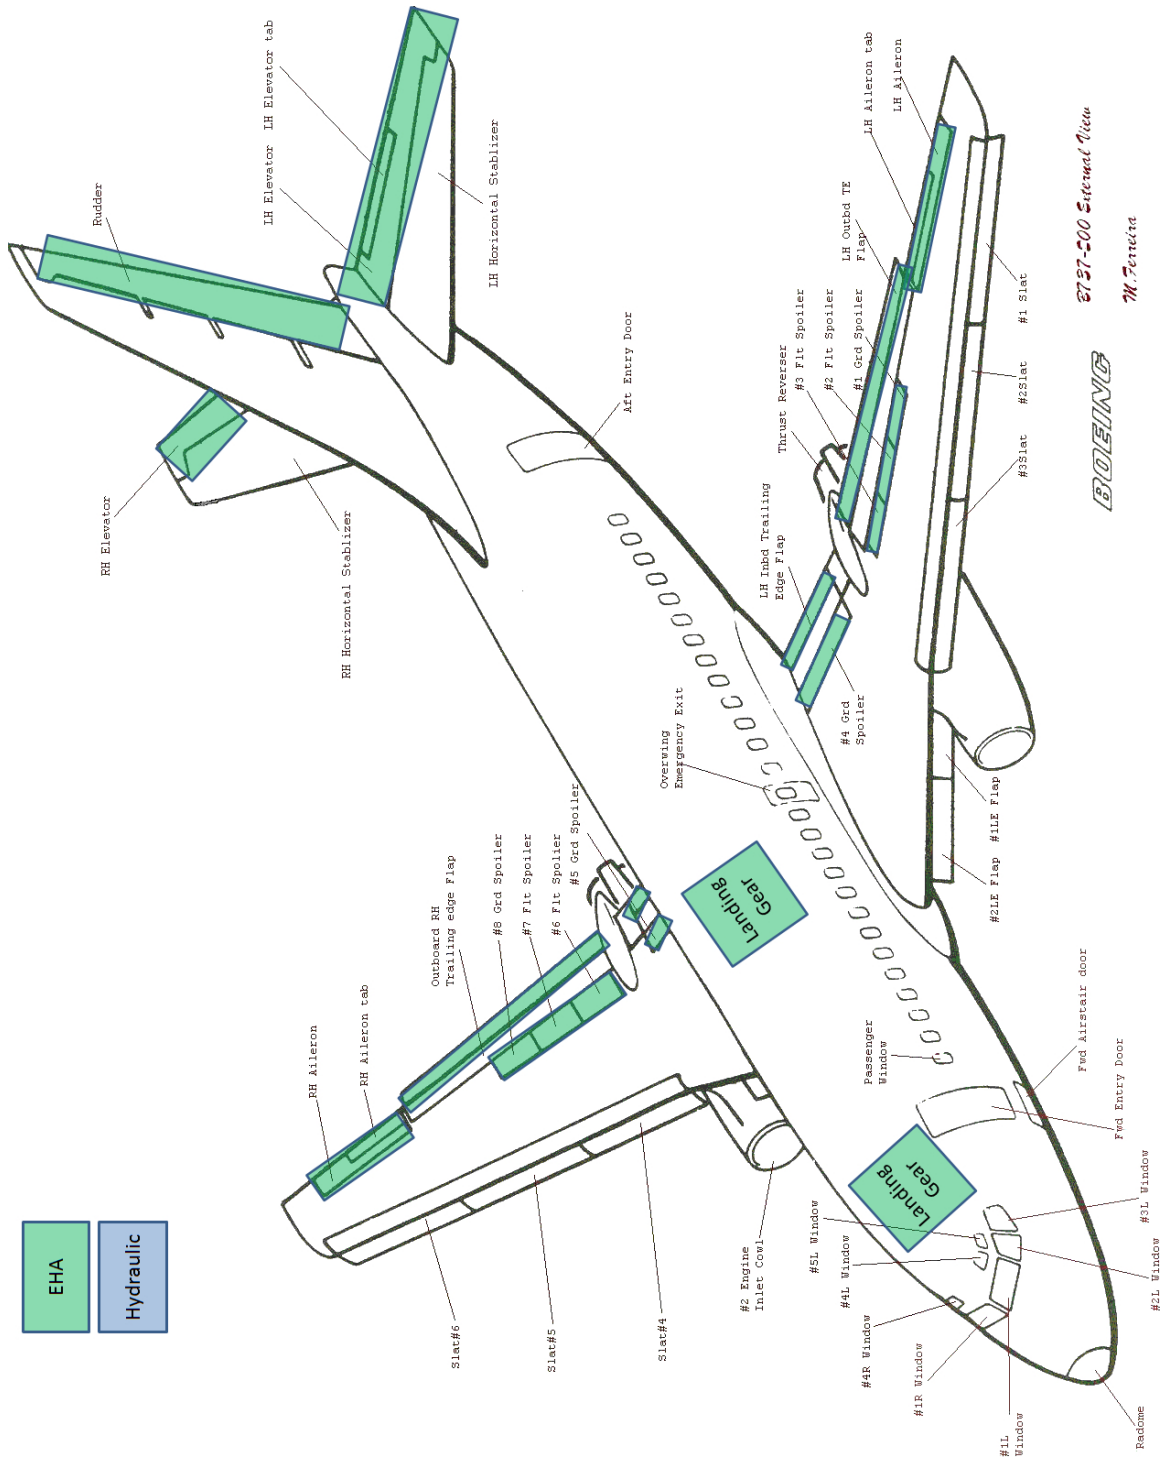 EHA
Hydraulic
Rudder
LH Elevator
LH Elevator tab
LH Horizontal Stablizer
RH Elevator
RH Horizontal Stablizer
Aft Entry Door
LH Aileron tab
LH Aileron
LH Outbd TE
Flap
#3 Flt Spoiler
#2 Flt Spoiler
#1 Grd Spoiler
Thrust Reverser
LH Inbd Trailing
Edge Flap
#4 Grd
Spoiler
Overwing
Emergency Exit
#1 Slat
#2Slat
#3Slat
#1LE Flap
#2LE Flap
B737-200 External View
M.Ferreira
BOEING
Outboard RH
Trailing edge Flap
#8 Grd Spoiler
#7 Flt Spoiler
#6 Flt Spolier
#5 Grd Spoiler
RH Aileron
RH Aileron tab
Landing
Gear
Landing
Gear
Passenger
Window
Fwd Airstair door
Fwd Entry Door
Slat#6
Slat#5
Slat#4
#2 Engine
Inlet Cowl
#5L Window
#4L Window
#4R Window
#1R Window
#1L
Window
#3L Window
#2L Window
Radome